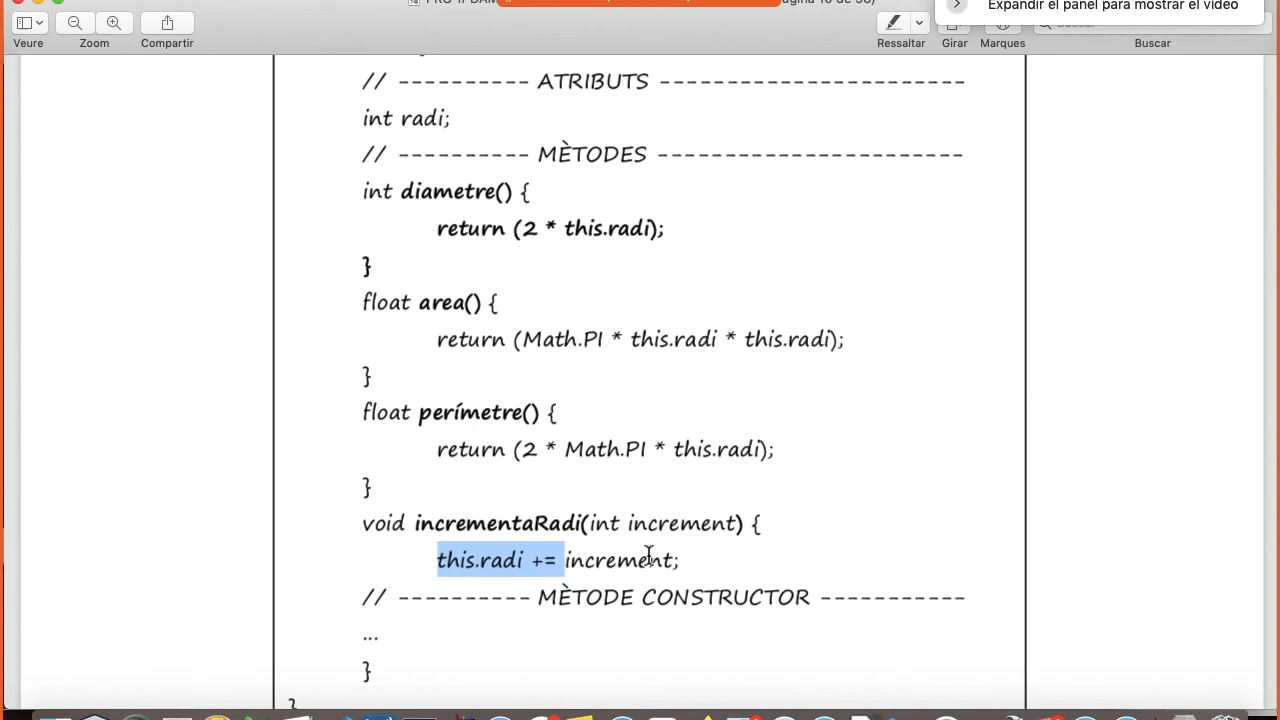 Expandir el panel para mostrar el vídeo
Veure
Zoom
Compartir
Ressaltar
Girar
Marques
Buscar
// ---------- ATRIBUTS -----------------------
int radi;
// ---------- MÈTODES -----------------------
int diametre() {
return (2 * this.radi);
}
float area() {
return (Math.PI * this.radi * this.radi);
}
float perímetre() {
return (2 * Math.PI * this.radi);
}
void incrementaRadi(int increment) {
this.radi += increment;
// ---------- MÈTODE CONSTRUCTOR -----------
...
}
}